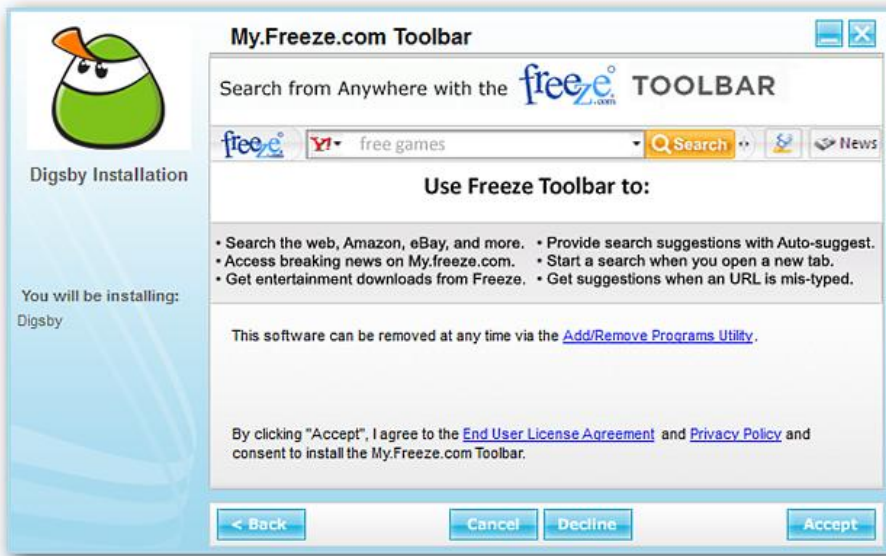 My.Freeze.com Toolbar
Search from Anywhere with the freeze.com TOOLBAR
freeze Y! free games Search News
Digsby Installation
Use Freeze Toolbar to:
• Search the web, Amazon, eBay, and more. • Provide search suggestions with Auto-suggest.
• Access breaking news on My.freeze.com. • Start a search when you open a new tab.
• Get entertainment downloads from Freeze. • Get suggestions when an URL is mis-typed.
You will be installing:
Digsby
This software can be removed at any time via the Add/Remove Programs Utility.
By clicking "Accept", I agree to the End User License Agreement and Privacy Policy and
consent to install the My.Freeze.com Toolbar.
< Back Cancel Decline Accept